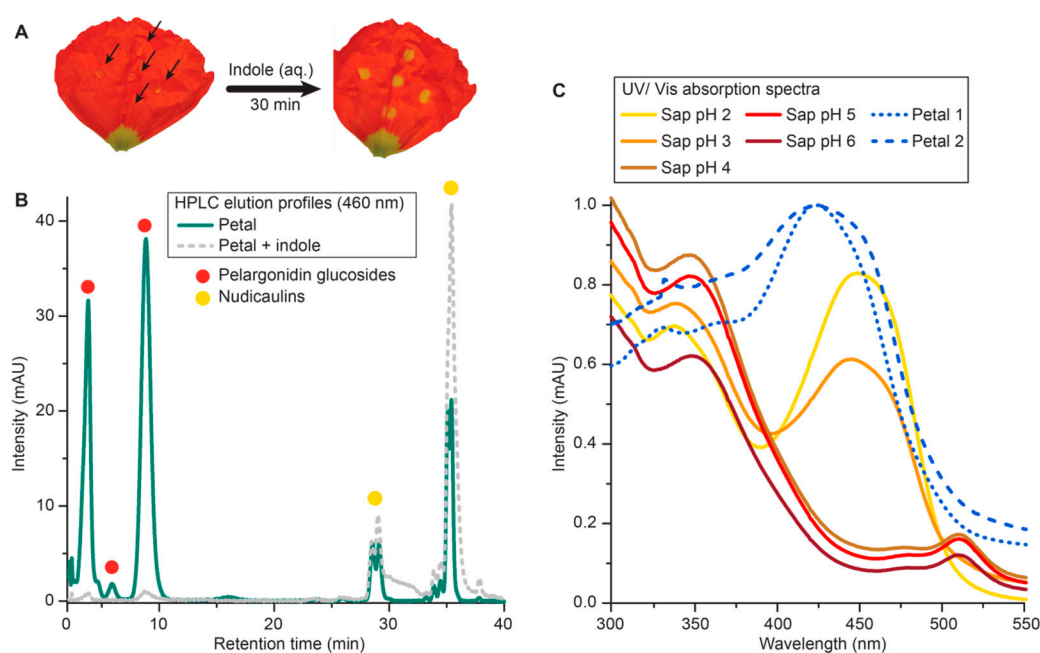 A
Indole (aq.)
30 min
B
HPLC elution profiles (460 nm)
Petal
Petal + indole
Pelargonidin glucosides
Nudicaulins
Intensity (mAU)
40
30
20
10
0
0
10
20
30
40
Retention time (min)
C
UV/ Vis absorption spectra
Sap pH 2
Sap pH 5
Petal 1
Sap pH 3
Sap pH 6
Petal 2
Sap pH 4
Intensity (mAU)
1.0
0.8
0.6
0.4
0.2
0.0
300
350
400
450
500
550
Wavelength (nm)